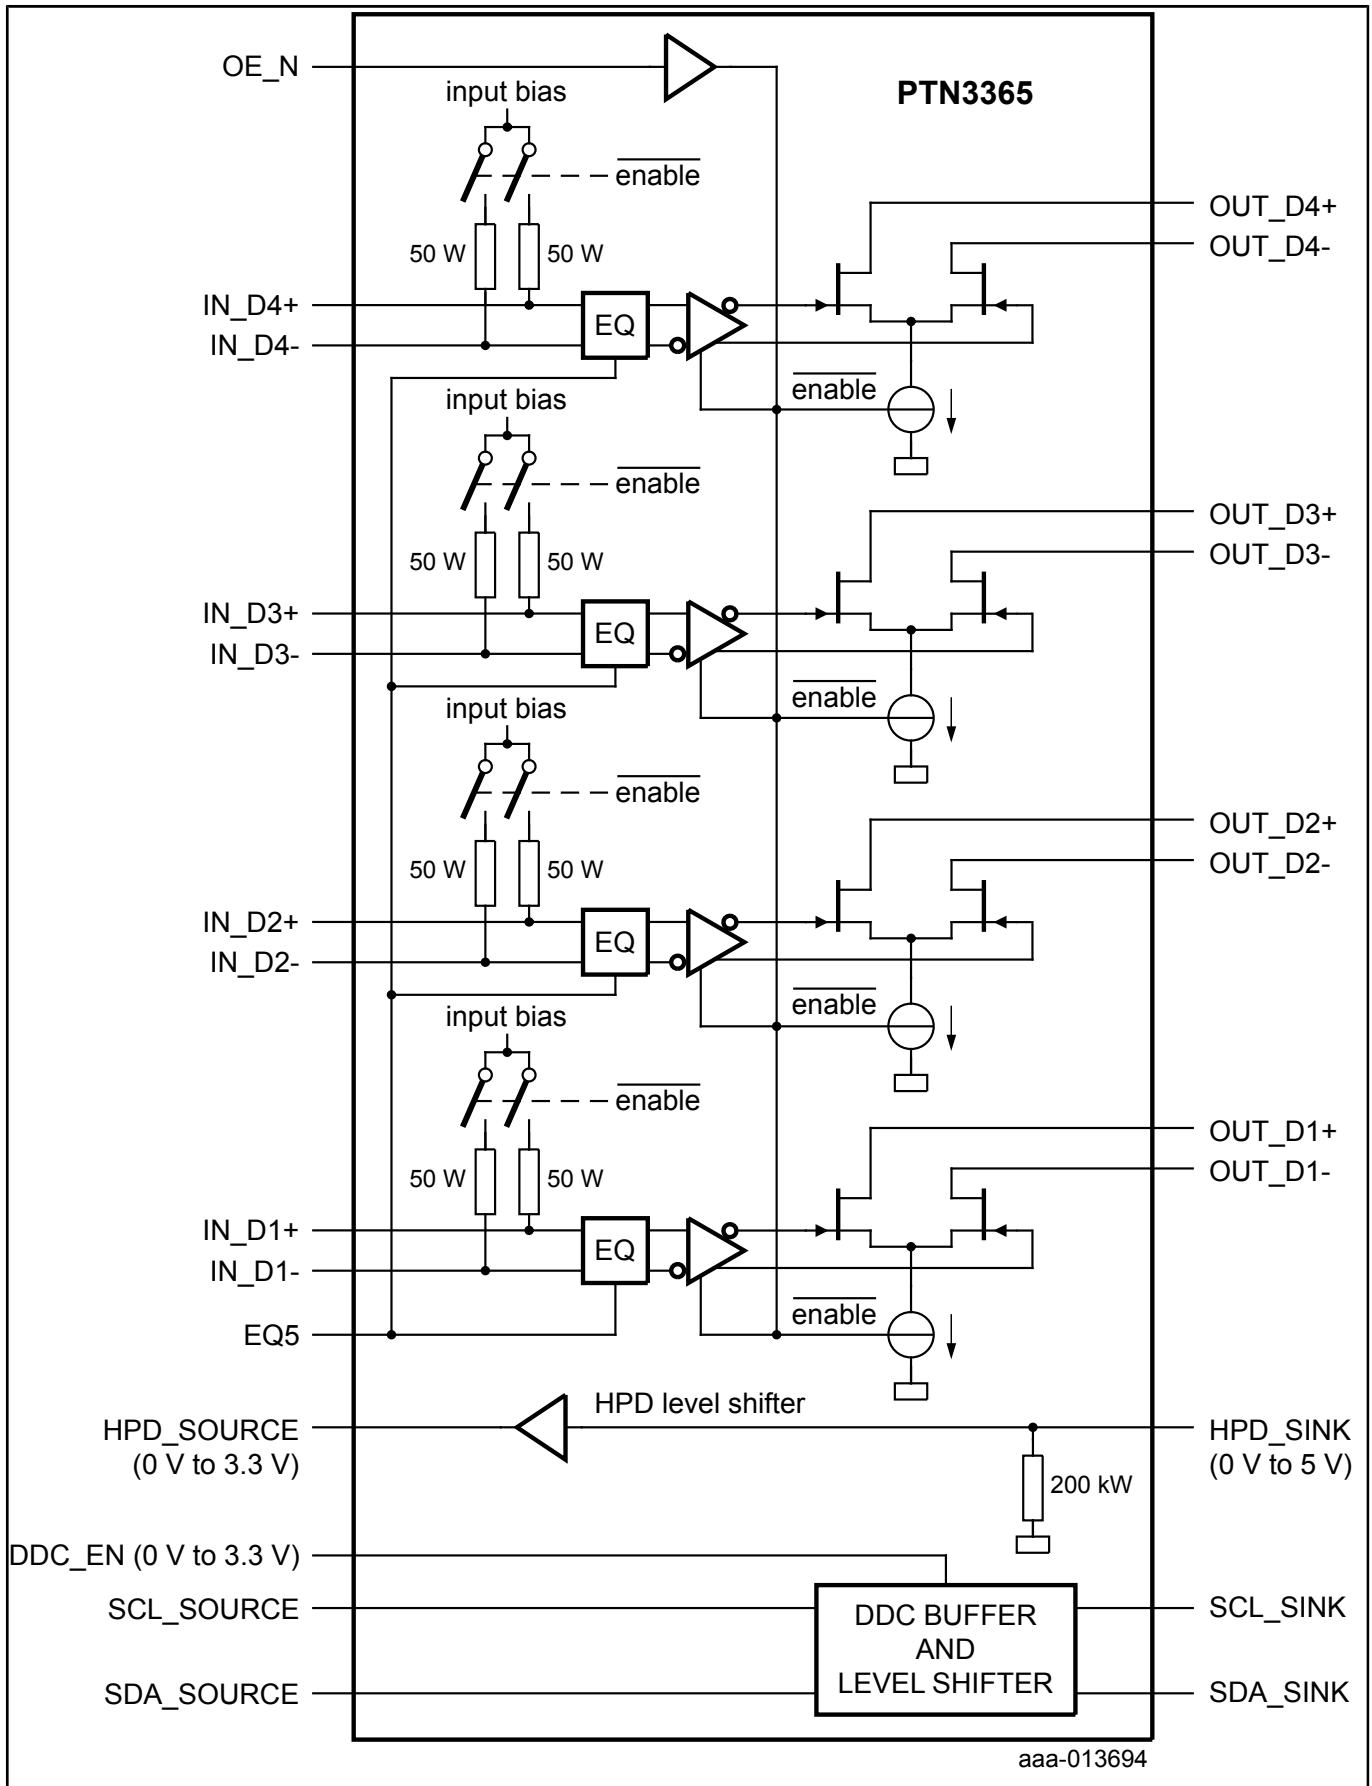 OE_N
input bias
PTN3365
enable
OUT_D4+
OUT_D4-
50 W
50 W
IN_D4+
IN_D4-
EQ
enable
input bias
enable
OUT_D3+
OUT_D3-
50 W
50 W
IN_D3+
IN_D3-
EQ
enable
input bias
enable
OUT_D2+
OUT_D2-
50 W
50 W
IN_D2+
IN_D2-
EQ
enable
input bias
enable
OUT_D1+
OUT_D1-
50 W
50 W
IN_D1+
IN_D1-
EQ
enable
EQ5
HPD level shifter
HPD_SOURCE
(0 V to 3.3 V)
HPD_SINK
(0 V to 5 V)
200 kW
DDC_EN (0 V to 3.3 V)
SCL_SOURCE
DDC BUFFER
AND
LEVEL SHIFTER
SCL_SINK
SDA_SOURCE
SDA_SINK
aaa-013694